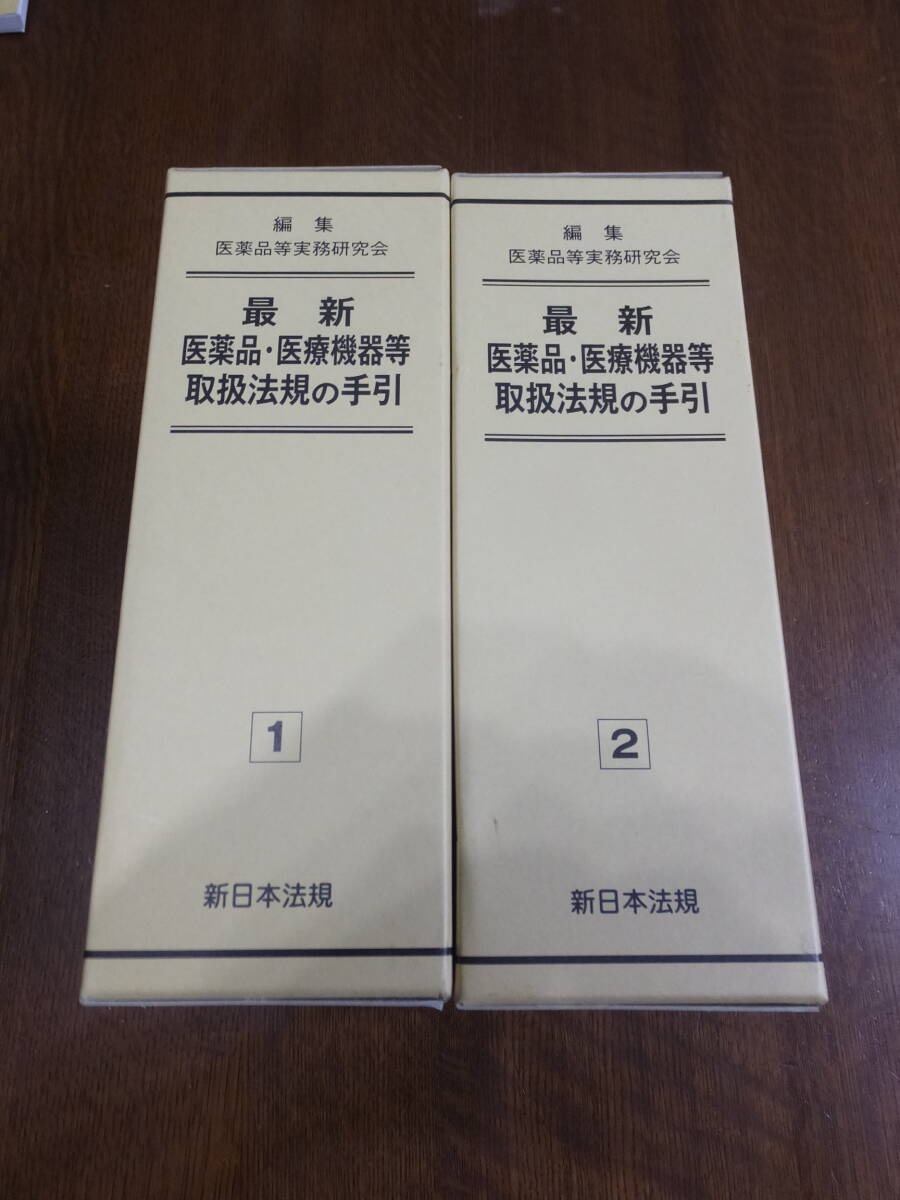 編集
医薬品等実務研究会
最新
医薬品・医療機器等
取扱法規の手引
1
新日本法規
編集
医薬品等実務研究会
最新
医薬品・医療機器等
取扱法規の手引
2
新日本法規